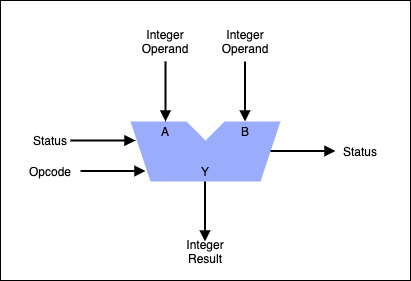 Integer
Operand
Integer
Operand
A
B
Status
Status
Opcode
Y
Integer
Result